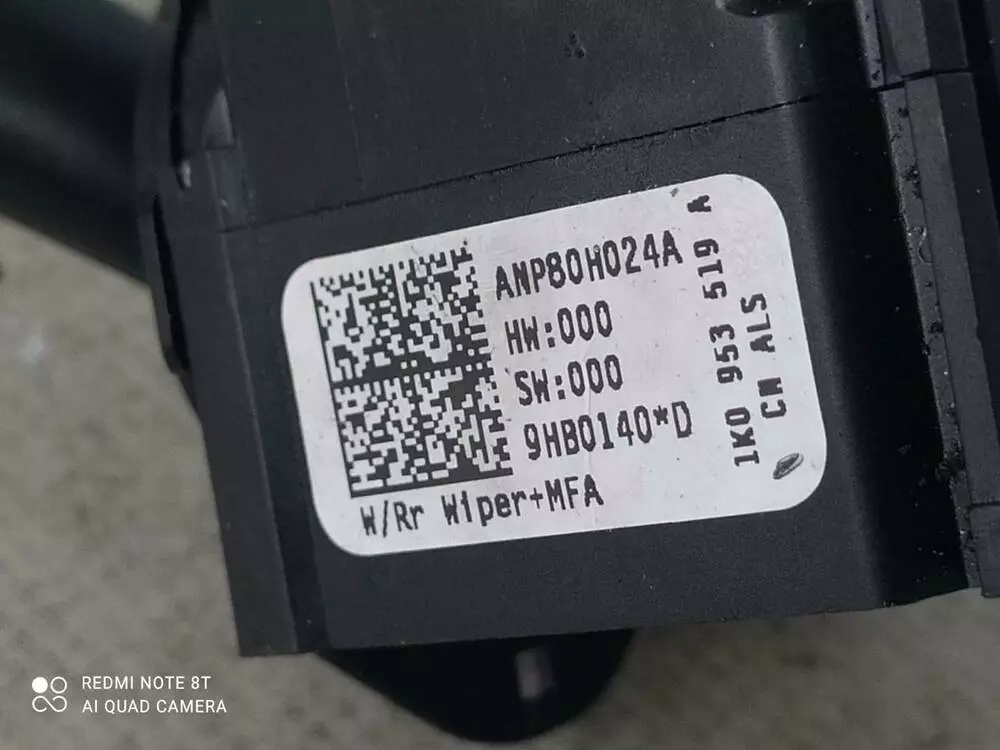 ANP80H024A
HW:000
SW:000
9HB0140*D
W/Rr Wiper+MFA
1K0 953 519 A
CN ALS
REDMI NOTE 8T
AI QUAD CAMERA